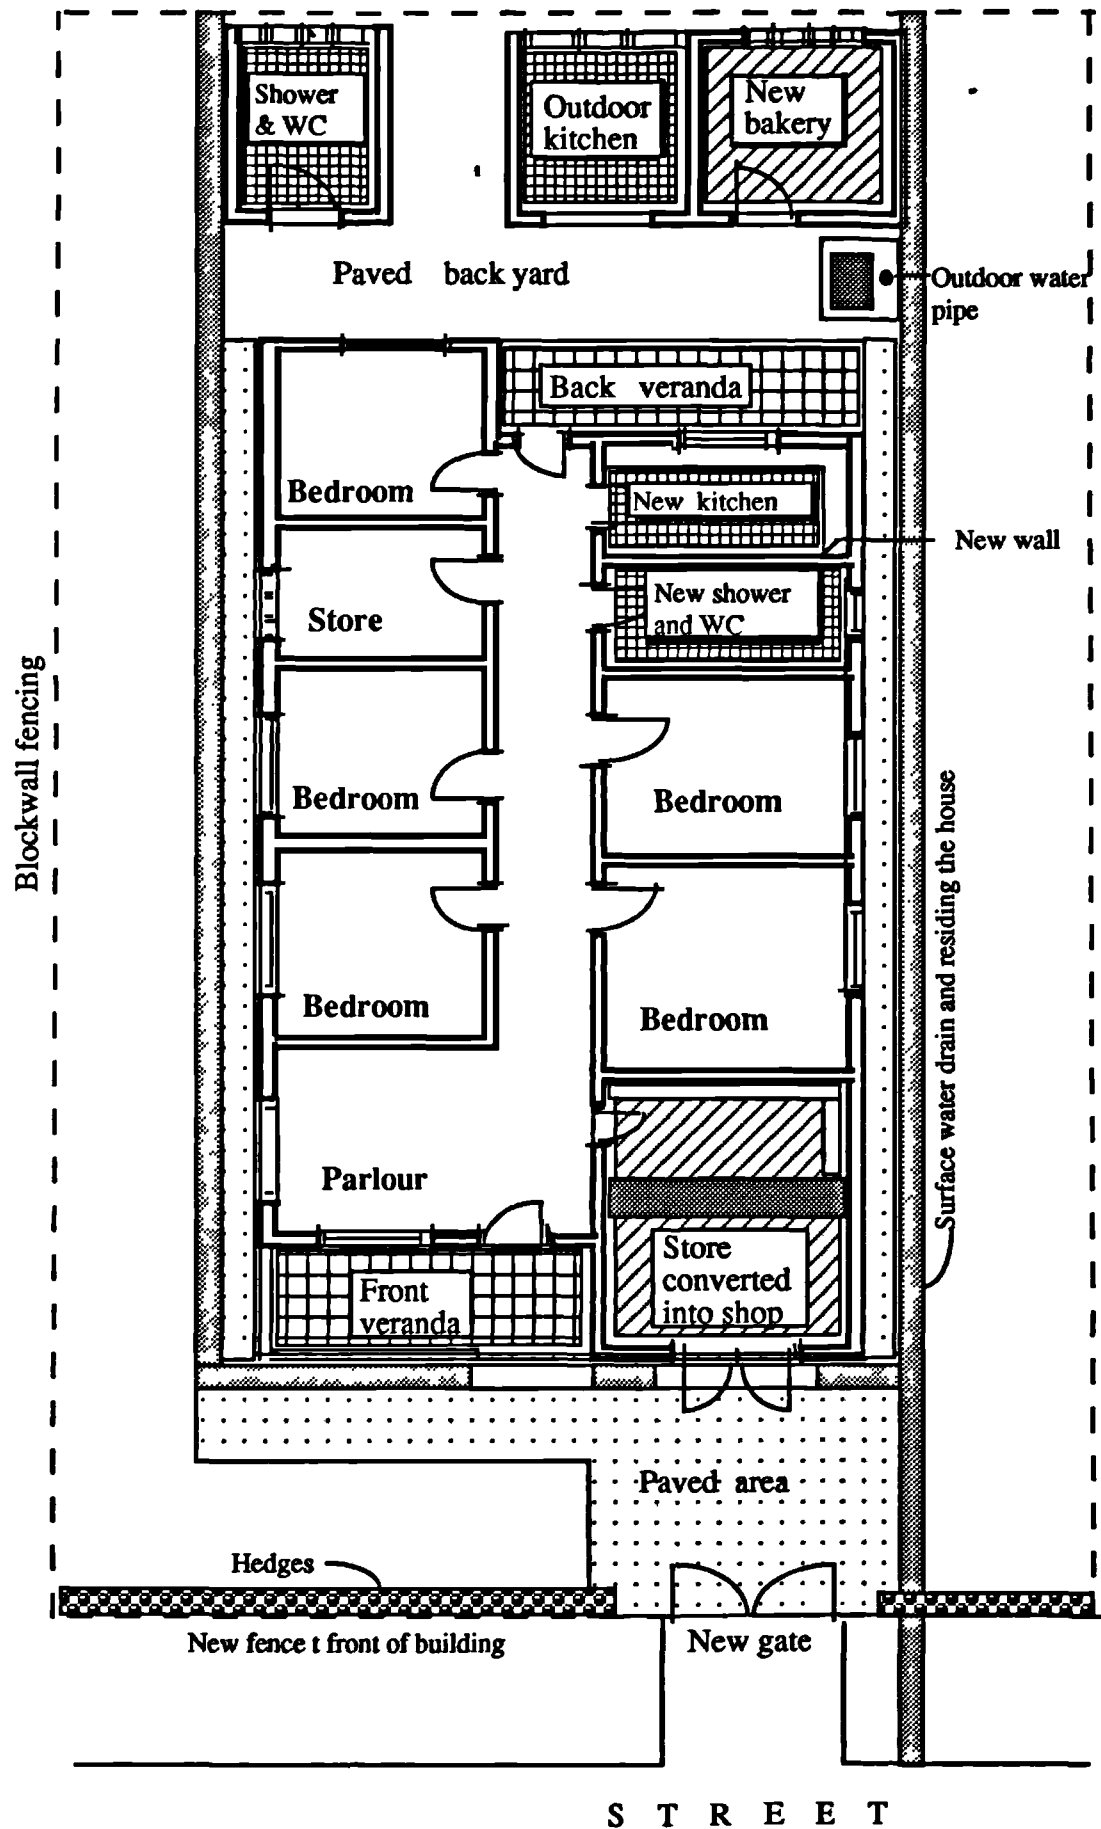 Shower
& WC
Outdoor
kitchen
New
bakery
Paved back yard
Outdoor water
pipe
Back veranda
Bedroom
New kitchen
New wall
Store
New shower
and WC
Blockwall fencing
Bedroom
Bedroom
Surface water drain and residing the house
Bedroom
Bedroom
Parlour
Store
converted
into shop
Front
veranda
Paved area
Hedges
New fence t front of building
New gate
STREET